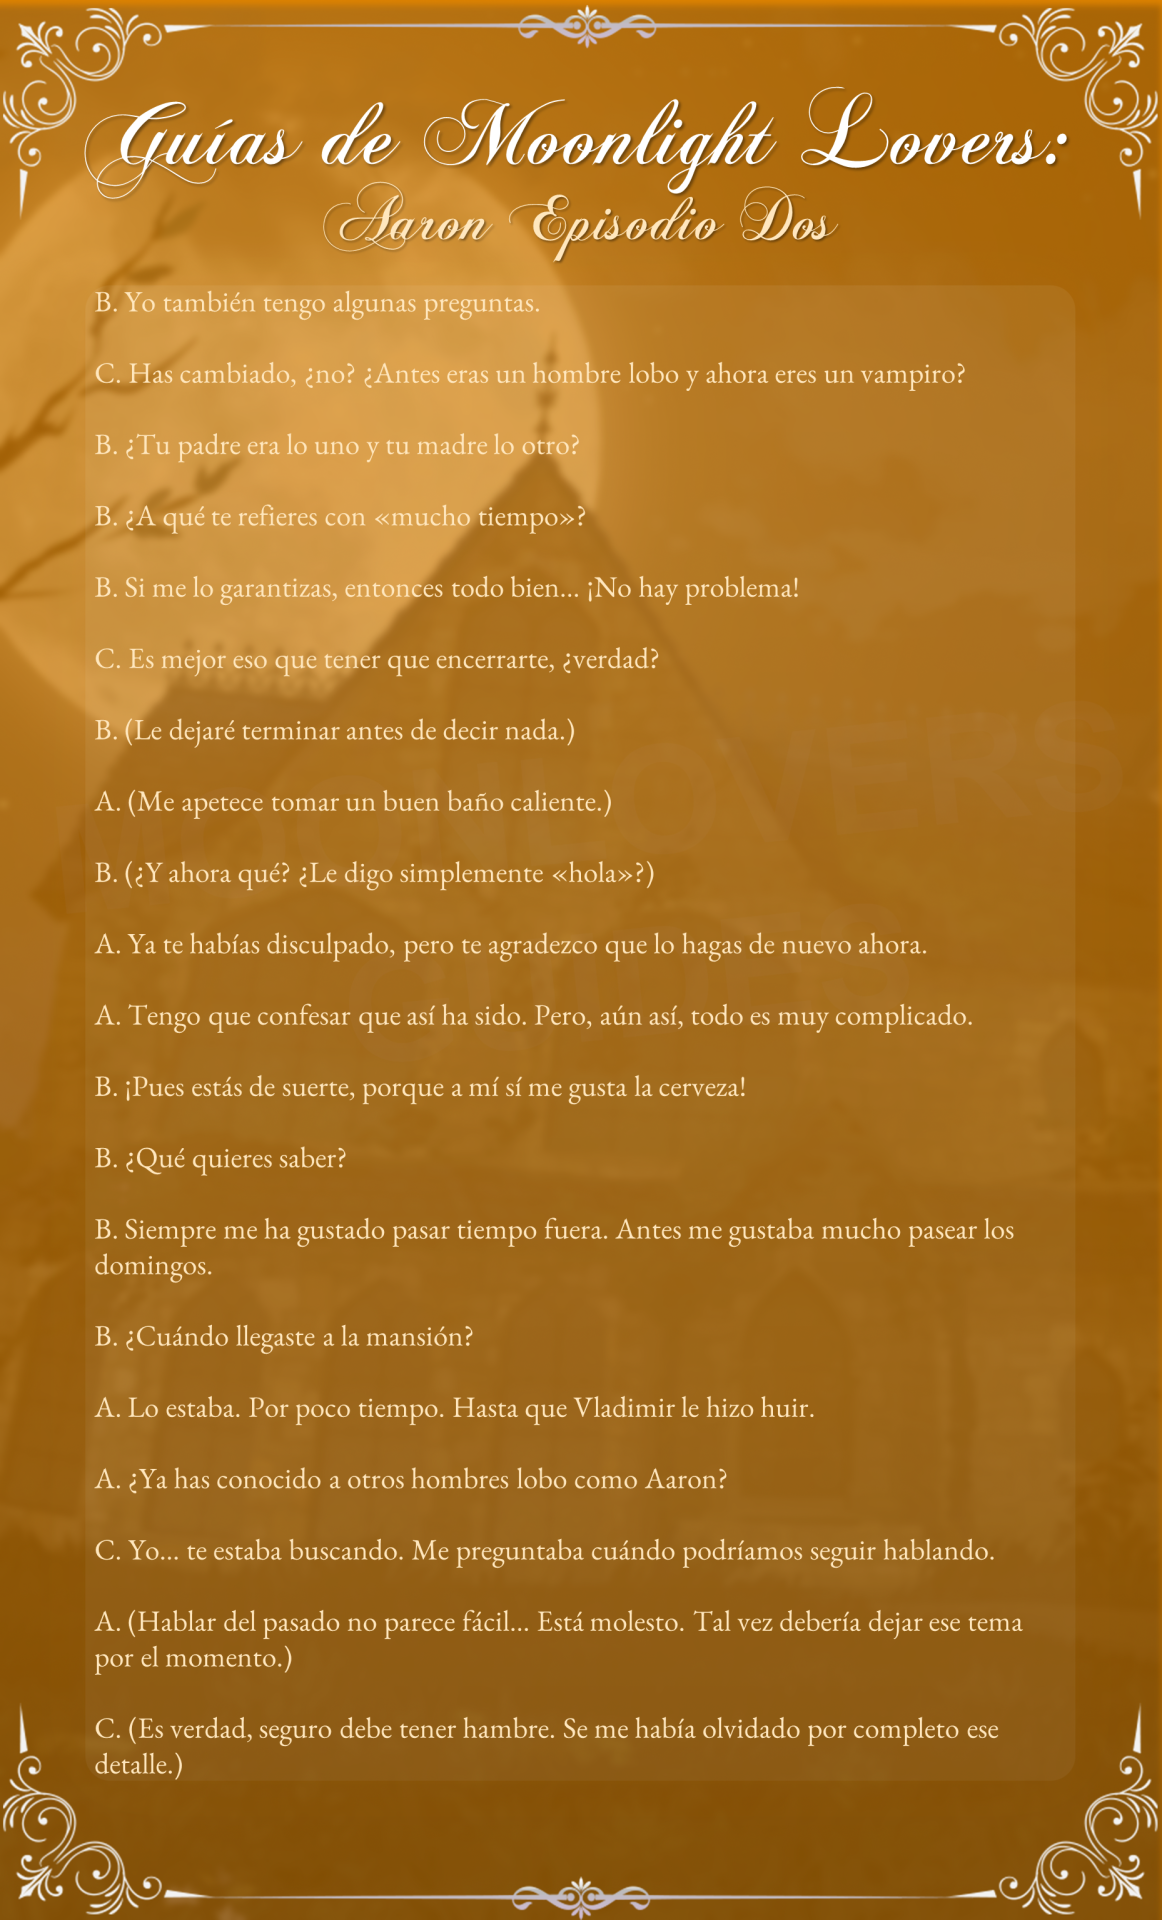 Guías de Moonlight Lovers:
Aaron Episodio Dos
B. Yo también tengo algunas preguntas.
C. Has cambiado, ¿no? ¿Antes eras un hombre lobo y ahora eres un vampiro?
B. ¿Tu padre era lo uno y tu madre lo otro?
B. ¿A qué te refieres con «mucho tiempo»?
B. Si me lo garantizas, entonces todo bien... ¡No hay problema!
C. Es mejor eso que tener que encerrarte, ¿verdad?
B. (Le dejaré terminar antes de decir nada.)
A. (Me apetece tomar un buen baño caliente.)
B. (¿Y ahora qué? ¿Le digo simplemente «hola»?)
A. Ya te habías disculpado, pero te agradezco que lo hagas de nuevo ahora.
A. Tengo que confesar que así ha sido. Pero, aún así, todo es muy complicado.
B. ¡Pues estás de suerte, porque a mí sí me gusta la cerveza!
B. ¿Qué quieres saber?
B. Siempre me ha gustado pasar tiempo fuera. Antes me gustaba mucho pasear los
domingos.
B. ¿Cuándo llegaste a la mansión?
A. Lo estaba. Por poco tiempo. Hasta que Vladimir le hizo huir.
A. ¿Ya has conocido a otros hombres lobo como Aaron?
C. Yo... te estaba buscando. Me preguntaba cuándo podríamos seguir hablando.
A. (Hablar del pasado no parece fácil... Está molesto. Tal vez debería dejar ese tema
por el momento.)
C. (Es verdad, seguro debe tener hambre. Se me había olvidado por completo ese
detalle.)
MOONLOVERS